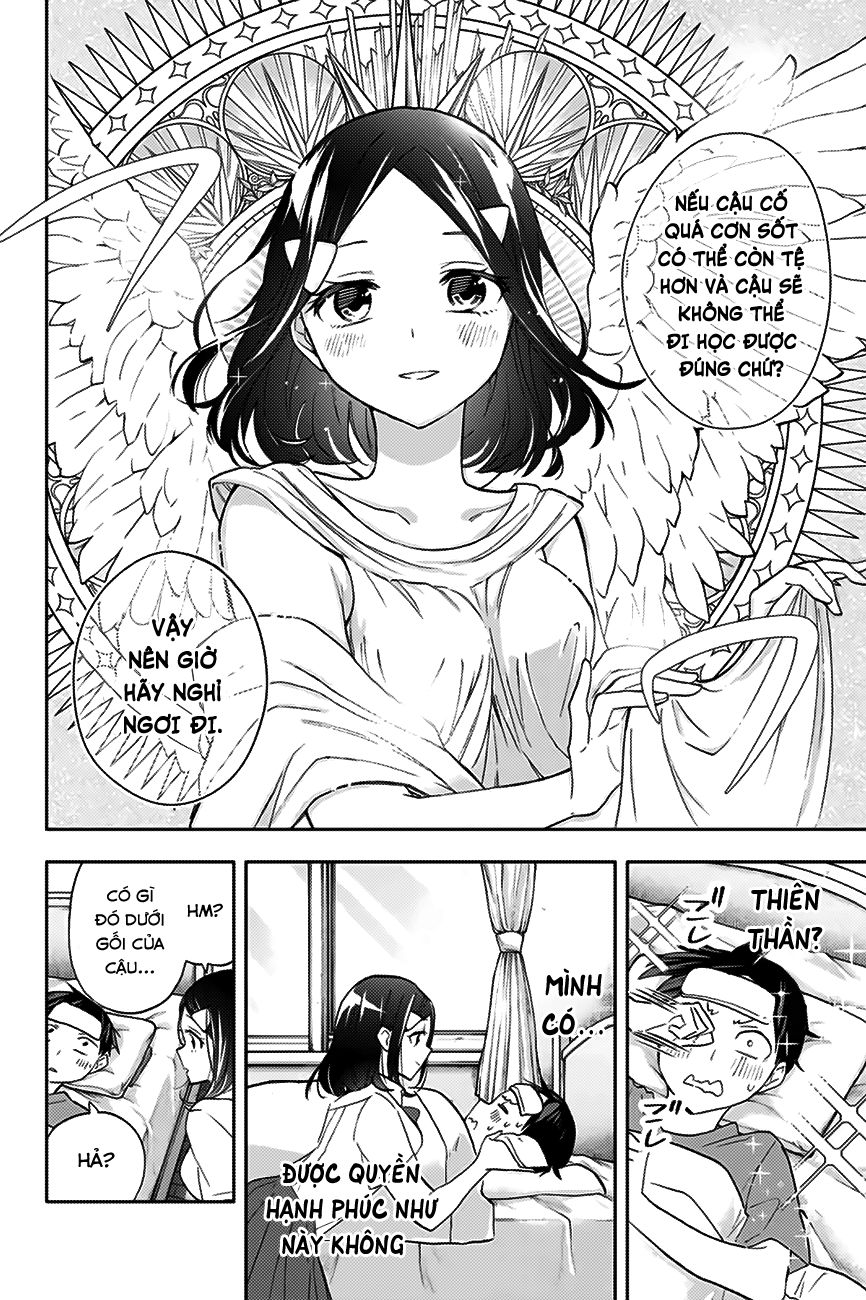 NẾU CẬU CỐ
QUÁ CƠN SỐT
CÓ THỂ CÒN TỆ
HƠN VÀ CẬU SẼ
KHÔNG THỂ
ĐI HỌC ĐƯỢC
ĐÚNG CHỨ?
VẬY
NÊN GIỜ
HÃY NGHỈ
NGƠI ĐI.
THIÊN
THẦN?
MÌNH
CÓ...
ĐƯỢC QUYỀN
HẠNH PHÚC NHƯ
NÀY KHÔNG
HM?
CÓ GÌ
ĐÓ DƯỚI
GỐI CỦA
CẬU...
HẢ?